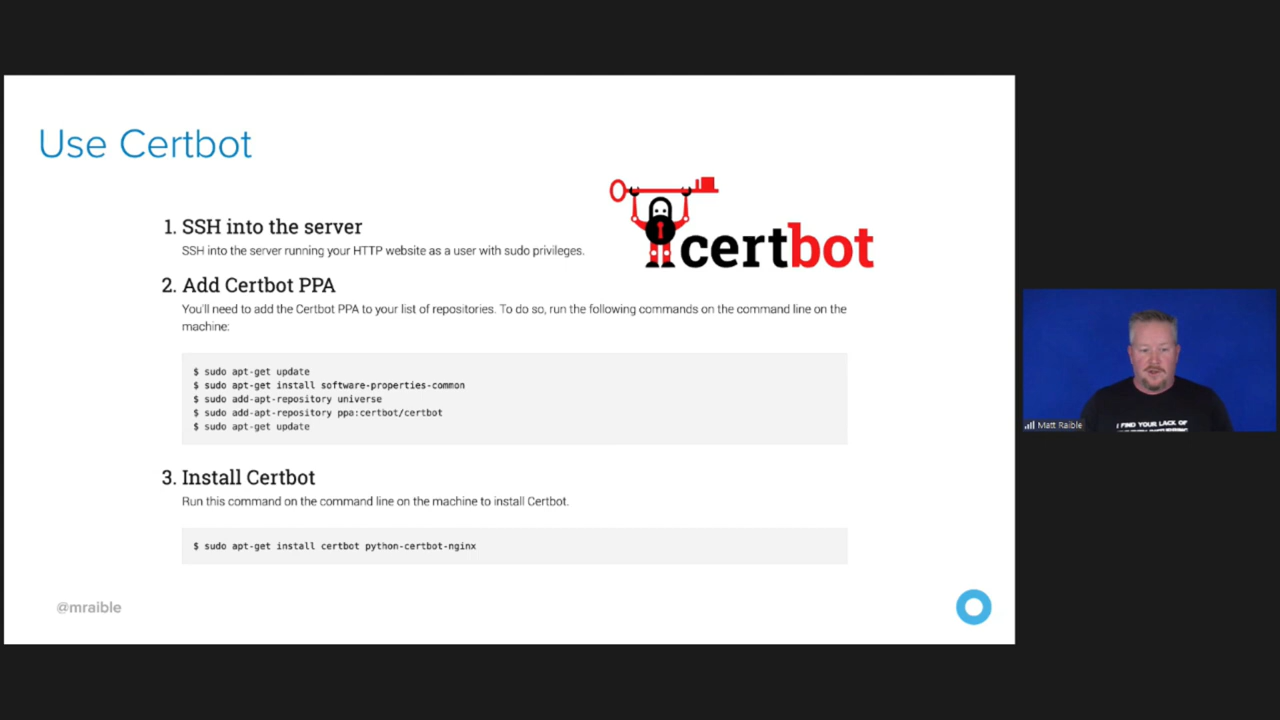 Use Certbot
certbot
1. SSH into the server
SSH into the server running your HTTP website as a user with sudo privileges.
2. Add Certbot PPA
You'll need to add the Certbot PPA to your list of repositories. To do so, run the following commands on the command line on the
machine:
$ sudo apt-get update
$ sudo apt-get install software-properties-common
$ sudo add-apt-repository universe
$ sudo add-apt-repository ppa:certbot/certbot
$ sudo apt-get update
3. Install Certbot
Run this command on the command line on the machine to install Certbot.
$ sudo apt-get install certbot python-certbot-nginx
@mraible
I FIND YOUR LACK OF
Matt Raible